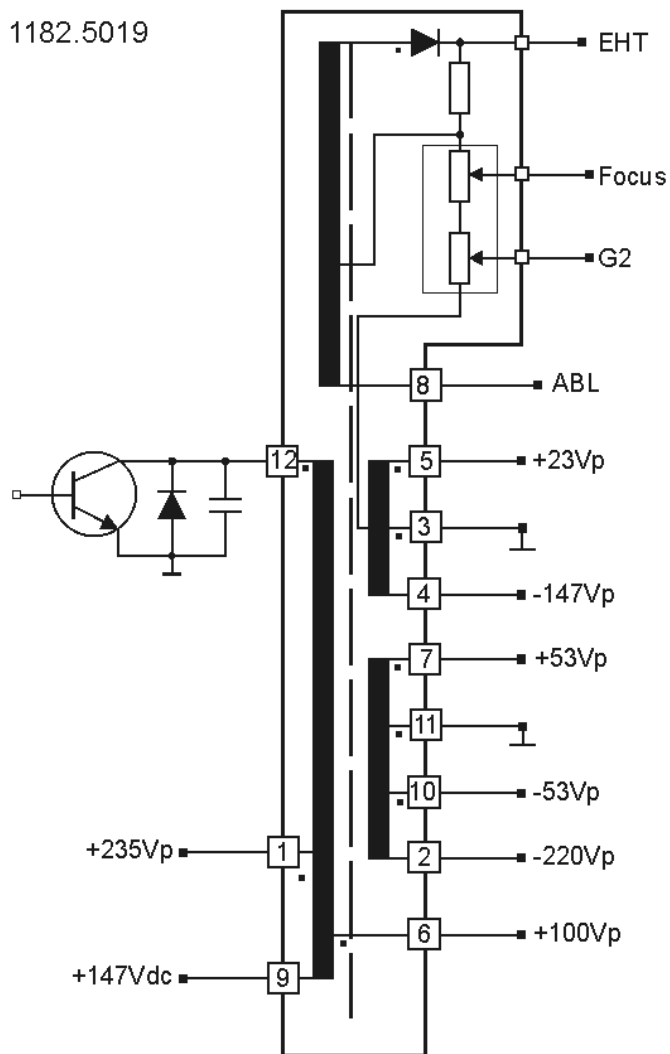 1182.5019
EHT
Focus
G2
8 ABL
12
5 +23Vp
3
4 -147Vp
7 +53Vp
11
10 -53Vp
+235Vp 1
2 -220Vp
6 +100Vp
+147Vdc 9